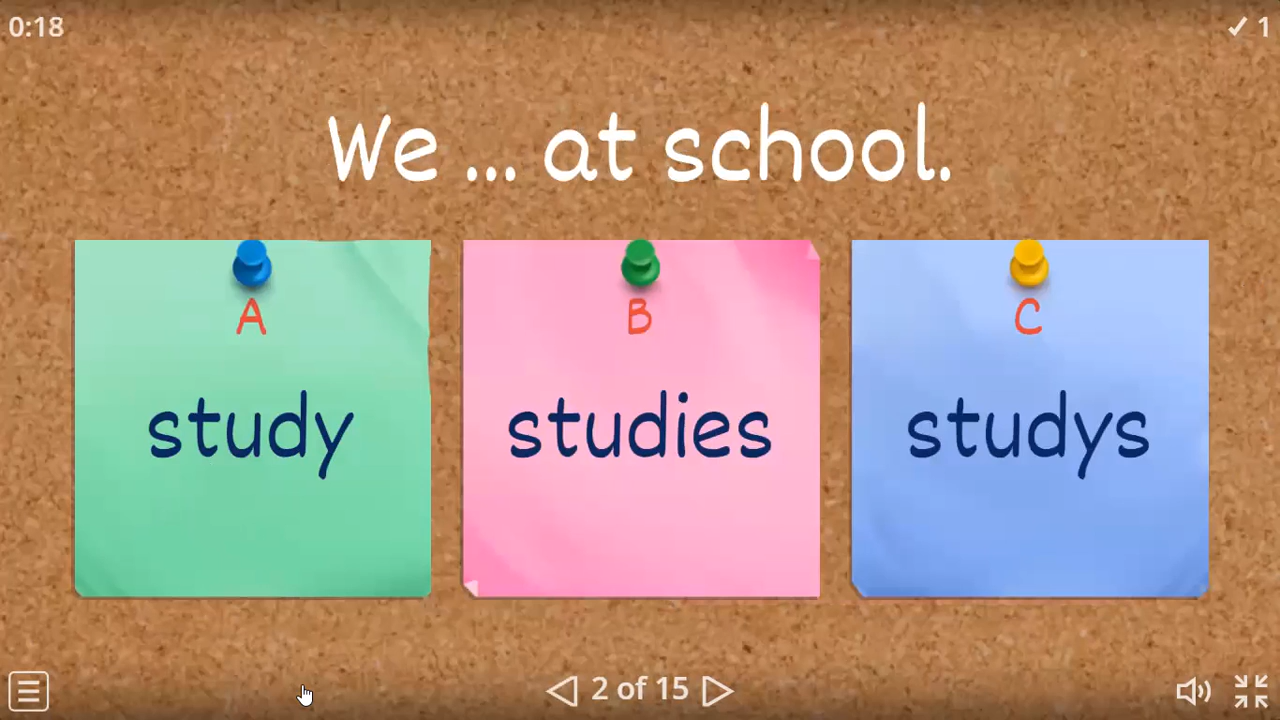 0:18
✓ 1
We ... at school.
A
study
B
studies
C
studys
2 of 15